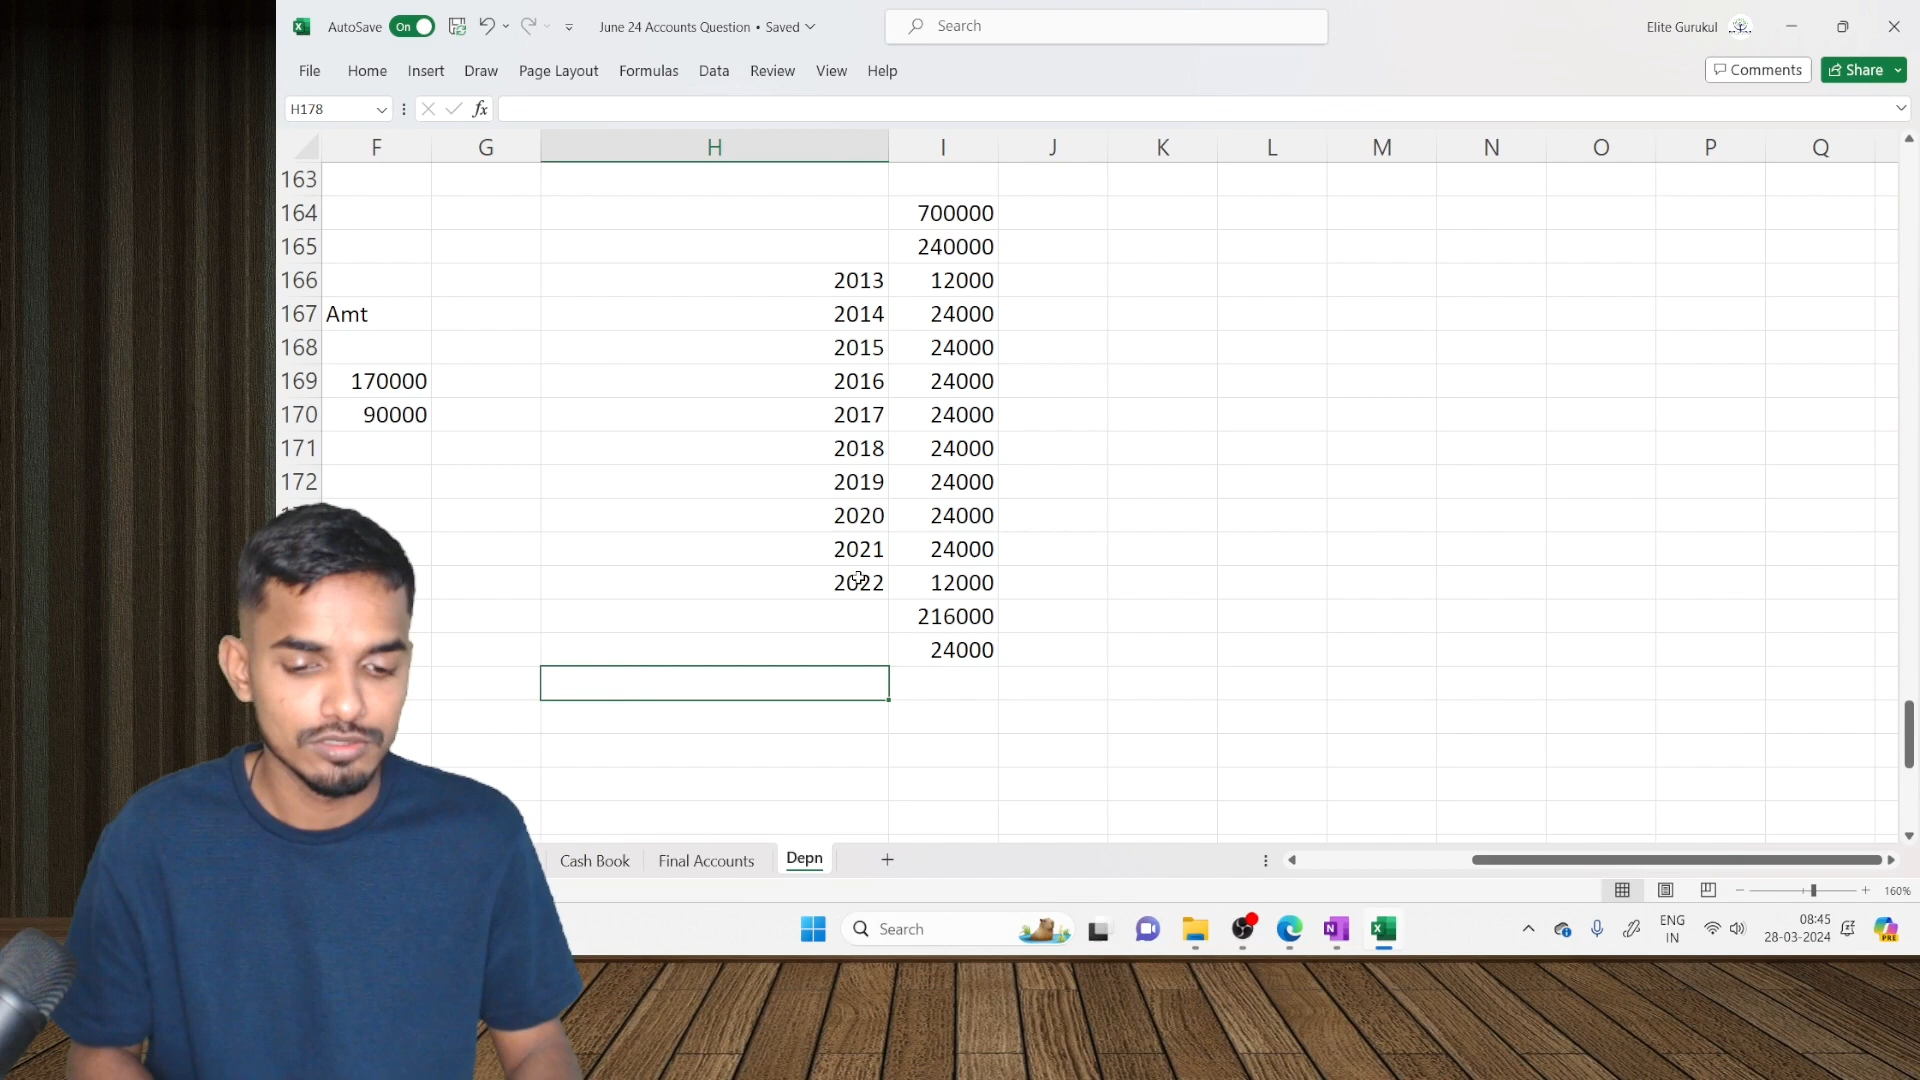 AutoSave On June 24 Accounts Question • Saved Search Elite Gurukul
File Home Insert Draw Page Layout Formulas Data Review View Help Comments Share
H178 fx
F G H I J K L M N O P Q
163
164 700000
165 240000
166 2013 12000
167 Amt 2014 24000
168 2015 24000
169 170000 2016 24000
170 90000 2017 24000
171 2018 24000
172 2019 24000
2020 24000
2021 24000
2022 12000
216000
24000
Cash Book Final Accounts Depn
160%
Search ENG 08:45
IN 28-03-2024
PRE